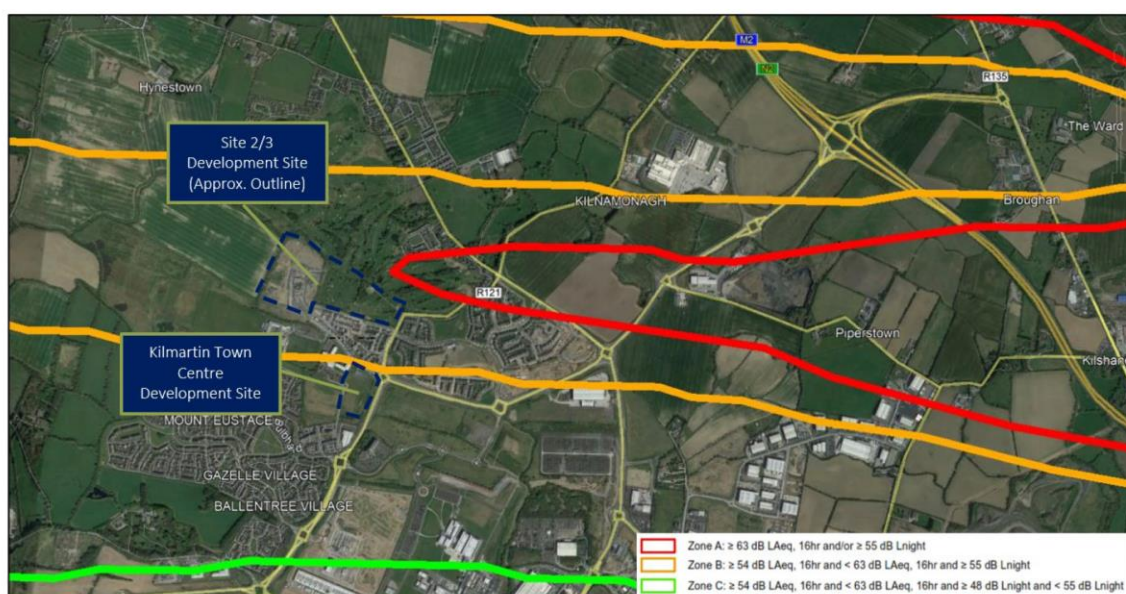 M2
R135
Hynestown
The Ward
Site 2/3
Development Site
(Approx. Outline)
KILNAMONAGH
Broughan
R121
Piperstown
Kilmartin Town
Centre
Development Site
Kilshan
MOUNT EUSTACE
GAZELLE VILLAGE
BALLENTREE VILLAGE
Zone A: ≥ 63 dB LAeq, 16hr and/or ≥ 55 dB Lnight
Zone B: ≥ 54 dB LAeq, 16hr and < 63 dB LAeq, 16hr and ≥ 55 dB Lnight
Zone C: ≥ 54 dB LAeq, 16hr and < 63 dB LAeq, 16hr and ≥ 48 dB Lnight and < 55 dB Lnight